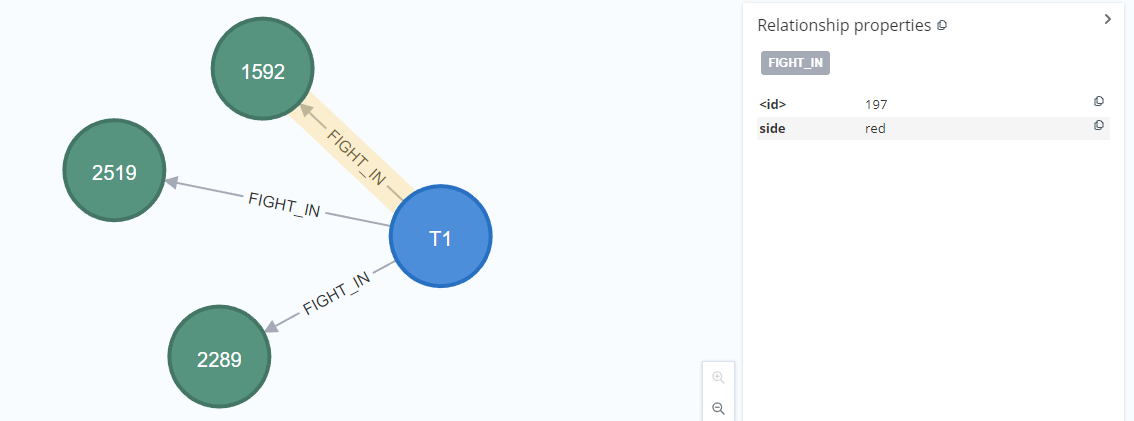 1592
FIGHT_IN
2519
FIGHT_IN
T1
FIGHT_IN
2289
Relationship properties
FIGHT_IN
<id> 197
side red